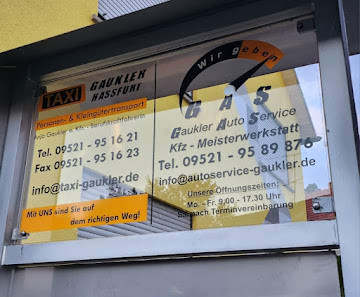 TAXI GAUKLER
HASSFURT
Personen- & Kleingütertransport
Tel. 09521 - 95 16 21
Fax 09521 - 95 16 23
info@taxi-gaukler.de
Mit UNS sind Sie auf
dem richtigen Weg!
Wir geben
G A S
Gaukler Auto Service
Kfz - Meisterwerkstatt
Tel. 09521 - 95 89 876
info@autoservice-gaukler.de
Unsere Öffnungszeiten:
Mo. - Fr. 9.00 - 17.30 Uhr
nach Terminvereinbarung